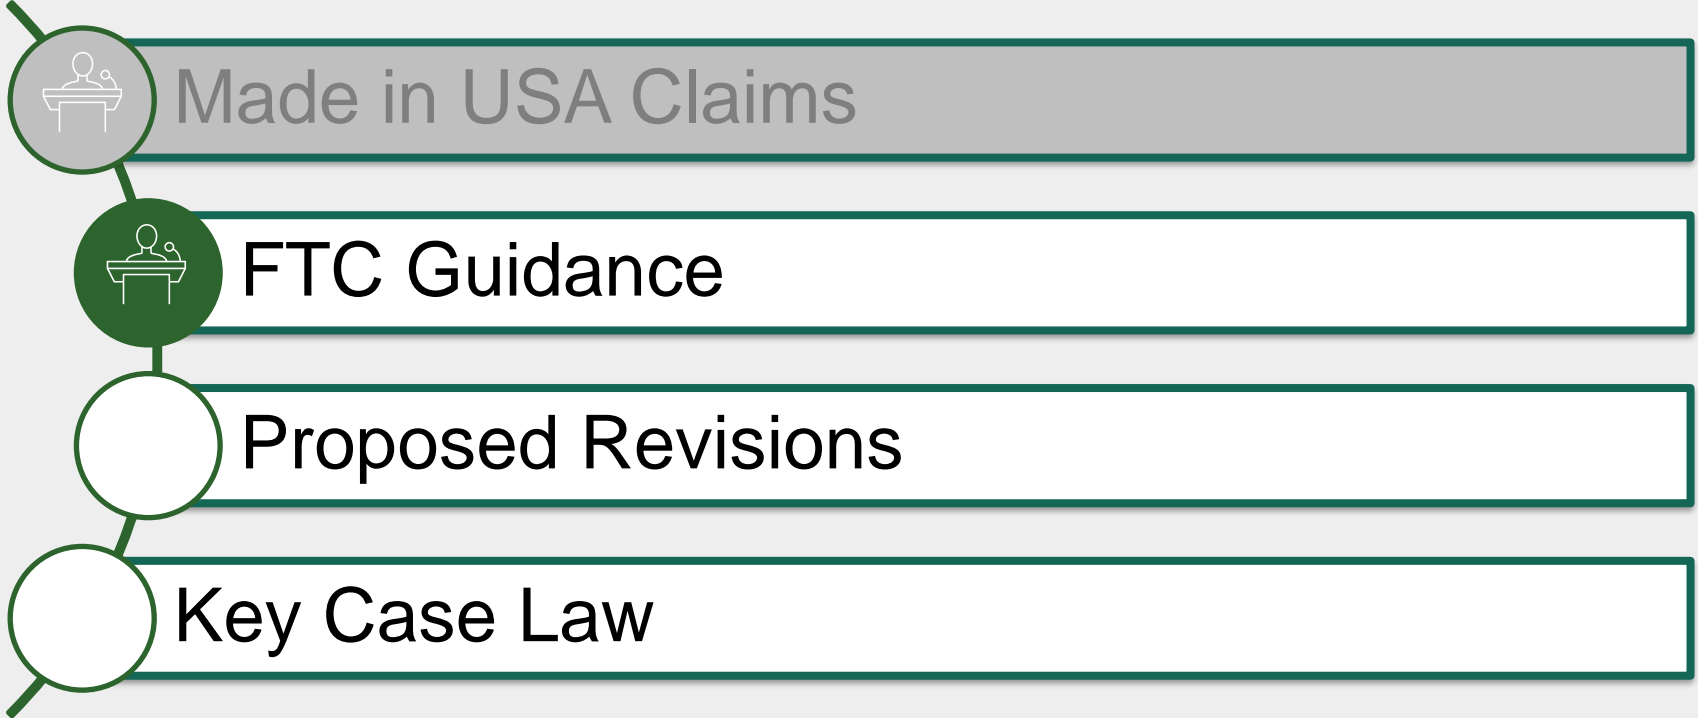 Made in USA Claims
FTC Guidance
Proposed Revisions
Key Case Law